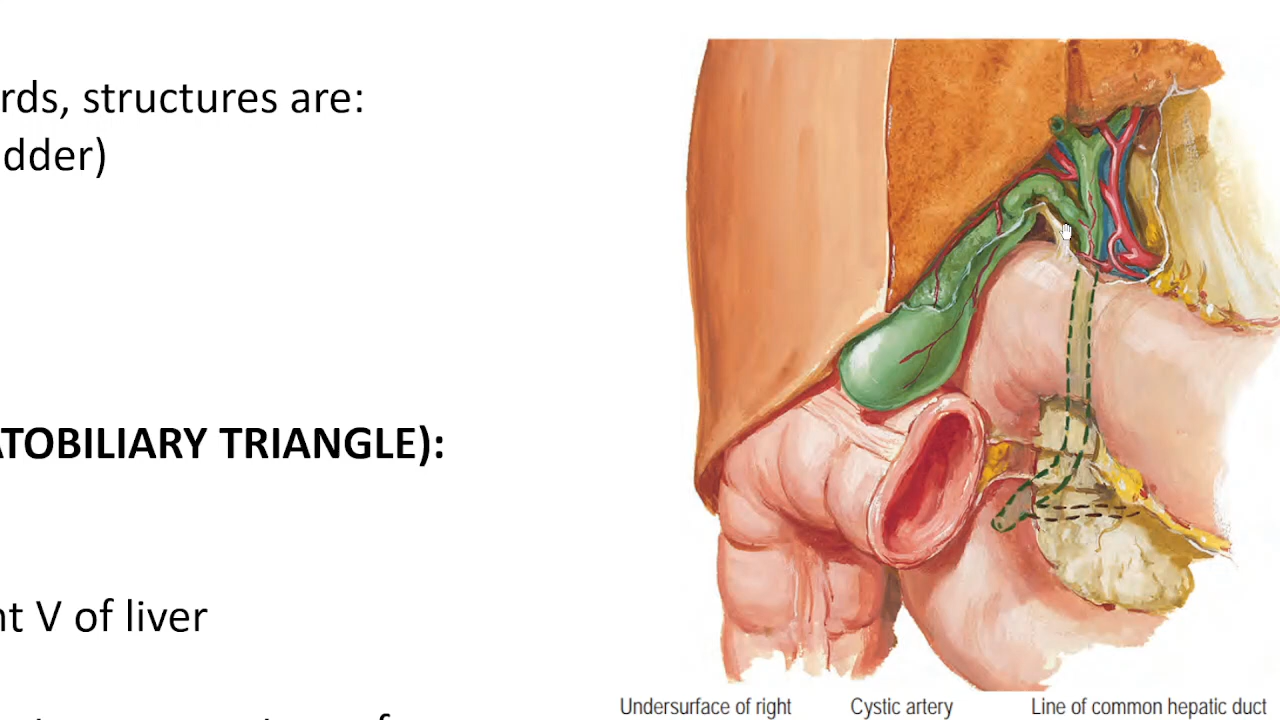 rds, structures are:
dder)
ATOBILIARY TRIANGLE):
nt V of liver
Undersurface of right
Cystic artery
Line of common hepatic duct